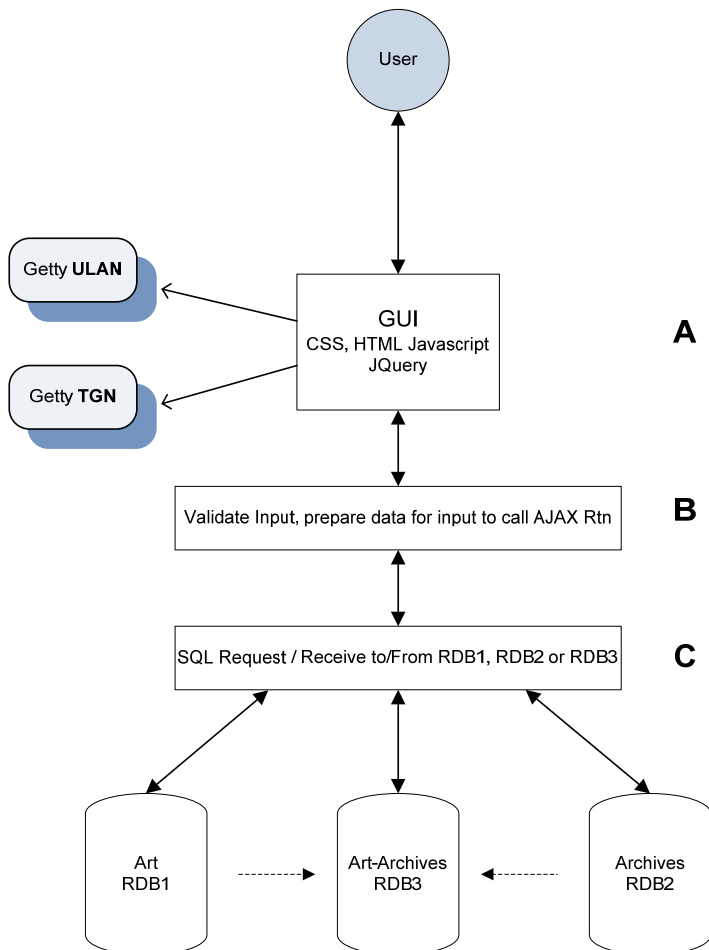 User
Getty ULAN
GUI
CSS, HTML Javascript
JQuery
A
Getty TGN
Validate Input, prepare data for input to call AJAX Rtn
B
SQL Request / Receive to/From RDB1, RDB2 or RDB3
C
Art
RDB1
Art-Archives
RDB3
Archives
RDB2